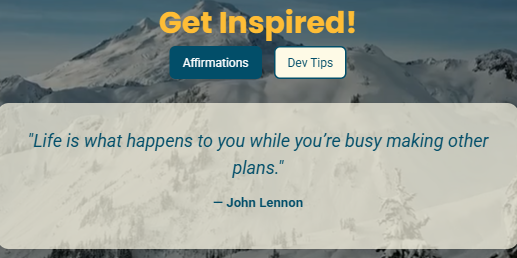 Get Inspired!
Affirmations
Dev Tips
"Life is what happens to you while you’re busy making other
plans."
— John Lennon